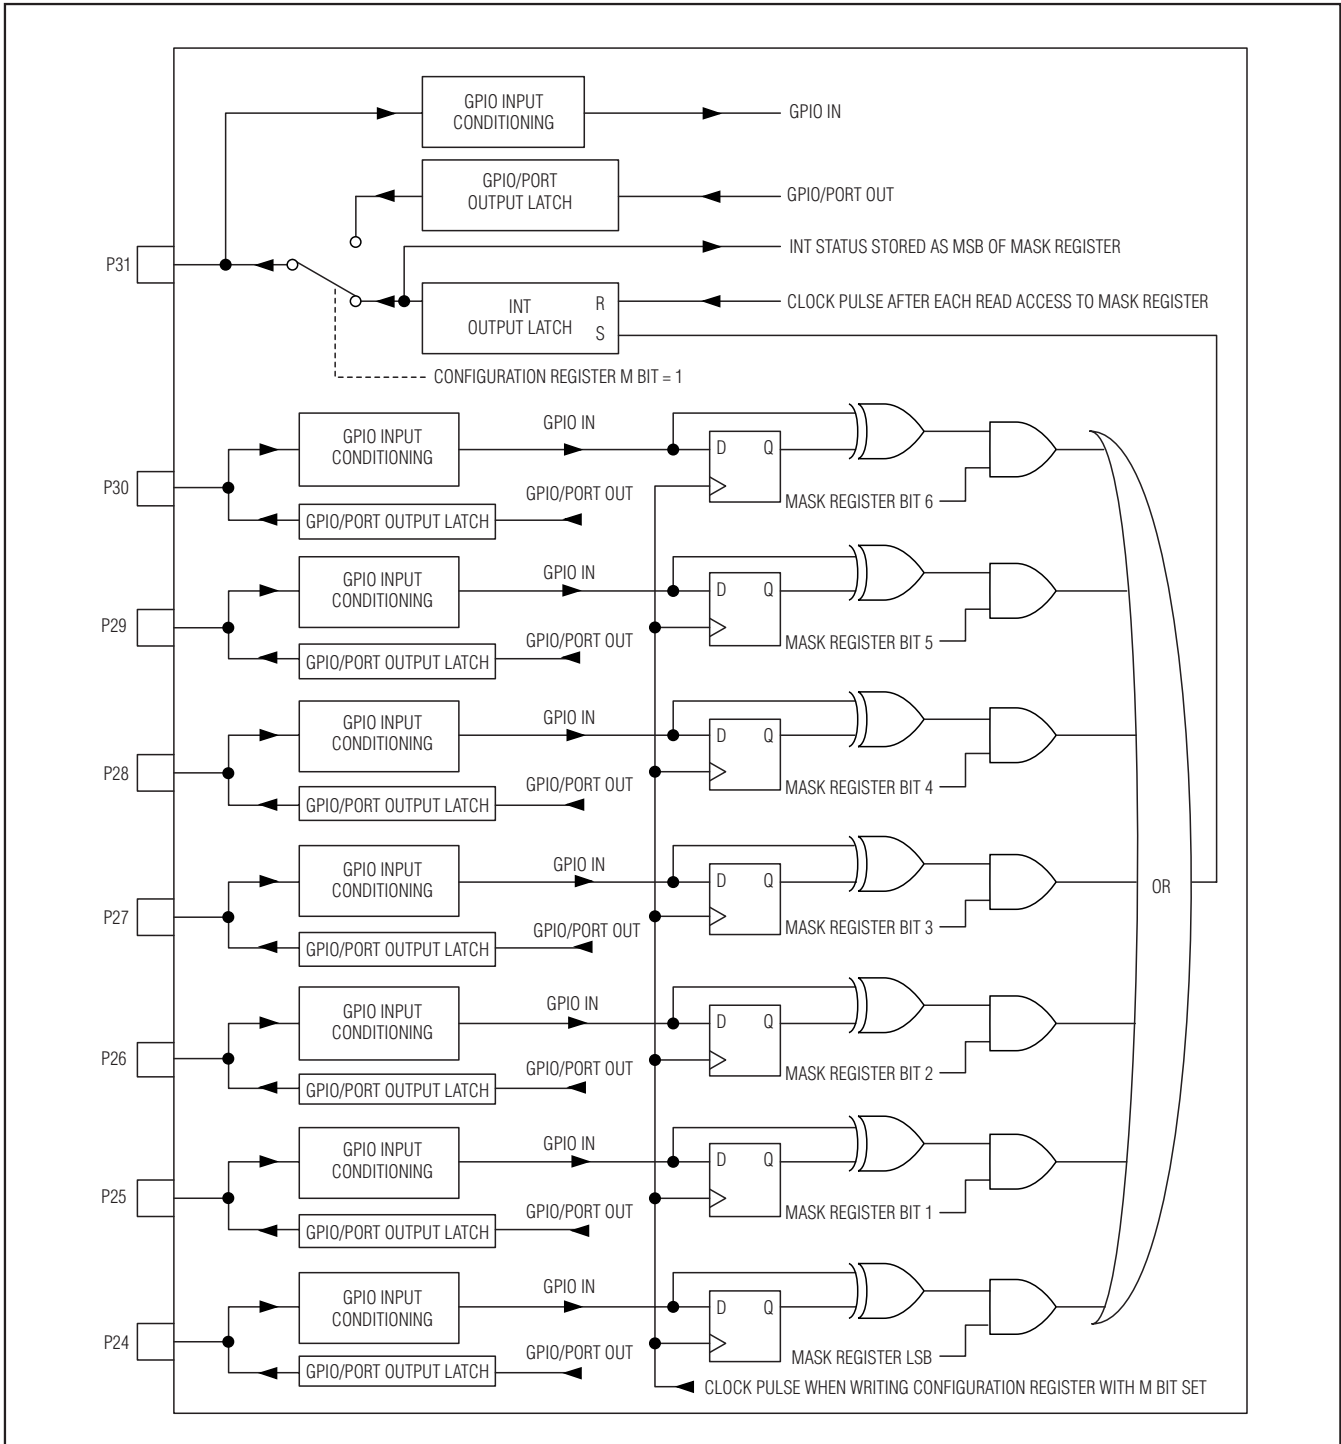 GPIO INPUT
CONDITIONING
GPIO IN
GPIO/PORT
OUTPUT LATCH
GPIO/PORT OUT
INT STATUS STORED AS MSB OF MASK REGISTER
P31
INT
OUTPUT LATCH
R
S
CLOCK PULSE AFTER EACH READ ACCESS TO MASK REGISTER
CONFIGURATION REGISTER M BIT = 1
GPIO INPUT
CONDITIONING
GPIO IN
D Q
P30
GPIO/PORT OUT
GPIO/PORT OUTPUT LATCH
MASK REGISTER BIT 6
GPIO INPUT
CONDITIONING
GPIO IN
D Q
P29
GPIO/PORT OUT
GPIO/PORT OUTPUT LATCH
MASK REGISTER BIT 5
GPIO INPUT
CONDITIONING
GPIO IN
D Q
P28
GPIO/PORT OUT
GPIO/PORT OUTPUT LATCH
MASK REGISTER BIT 4
GPIO INPUT
CONDITIONING
GPIO IN
D Q
OR
P27
GPIO/PORT OUT
GPIO/PORT OUTPUT LATCH
MASK REGISTER BIT 3
GPIO INPUT
CONDITIONING
GPIO IN
D Q
P26
GPIO/PORT OUT
GPIO/PORT OUTPUT LATCH
MASK REGISTER BIT 2
GPIO INPUT
CONDITIONING
GPIO IN
D Q
P25
GPIO/PORT OUT
GPIO/PORT OUTPUT LATCH
MASK REGISTER BIT 1
GPIO INPUT
CONDITIONING
GPIO IN
D Q
P24
GPIO/PORT OUT
GPIO/PORT OUTPUT LATCH
MASK REGISTER LSB
CLOCK PULSE WHEN WRITING CONFIGURATION REGISTER WITH M BIT SET